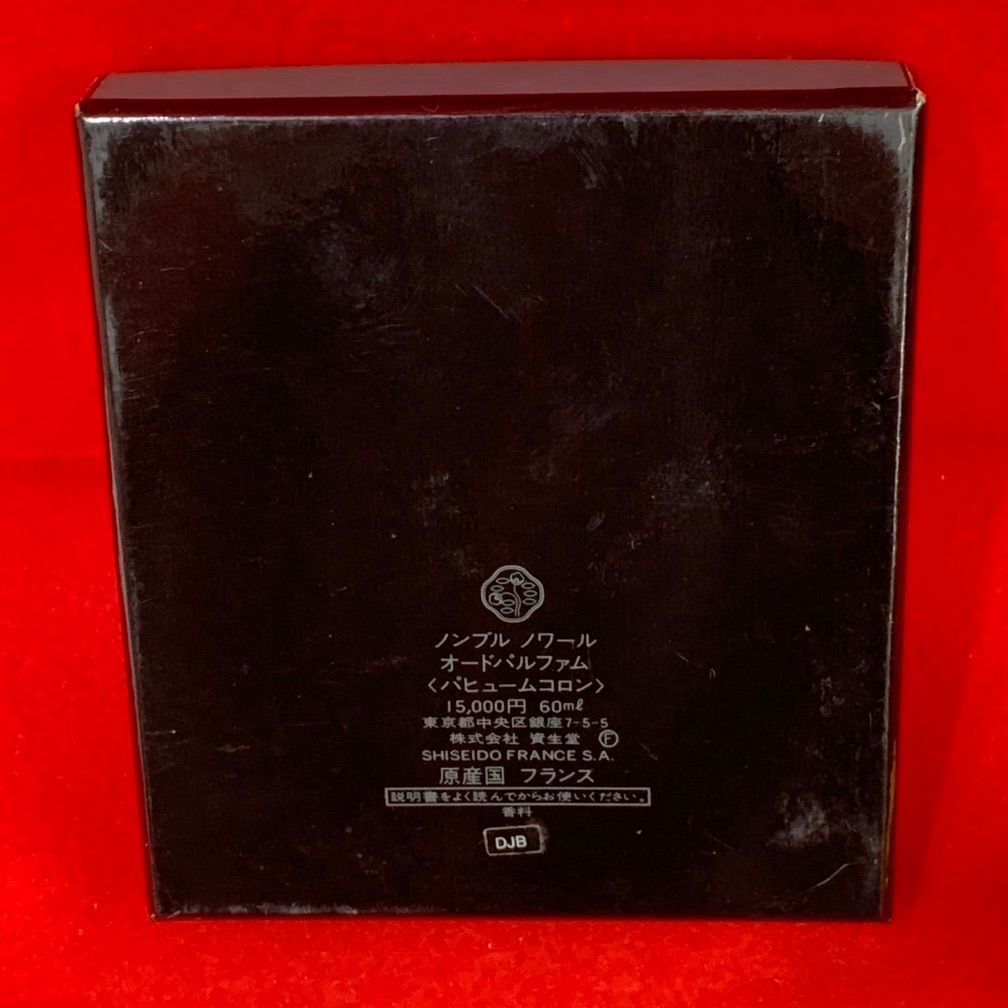 ノンブル ノワール
オードパルファム
〈パヒュームコロン〉
15,000円 60mℓ
東京都中央区銀座7-5-5
株式会社 資生堂 Ⓕ
SHISEIDO FRANCE S.A.
原産国 フランス
説明書をよく読んでからお使いください。
香料
DJB